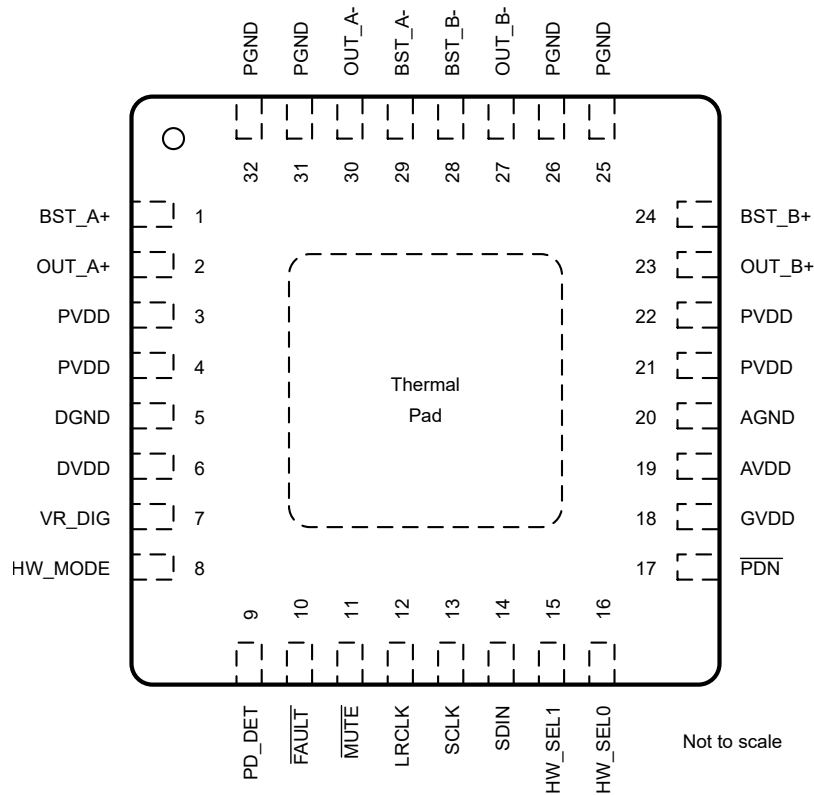 PGND
PGND
OUT_A-
BST_A-
BST_B-
OUT_B-
PGND
PGND
32
31
30
29
28
27
26
25
BST_A+ 1
OUT_A+ 2
PVDD 3
PVDD 4
DGND 5
DVDD 6
VR_DIG 7
HW_MODE 8
24 BST_B+
23 OUT_B+
22 PVDD
21 PVDD
20 AGND
19 AVDD
18 GVDD
17 PDN
Thermal
Pad
9
10
11
12
13
14
15
16
PD_DET
FAULT
MUTE
LRCLK
SCLK
SDIN
HW_SEL1
HW_SEL0
Not to scale